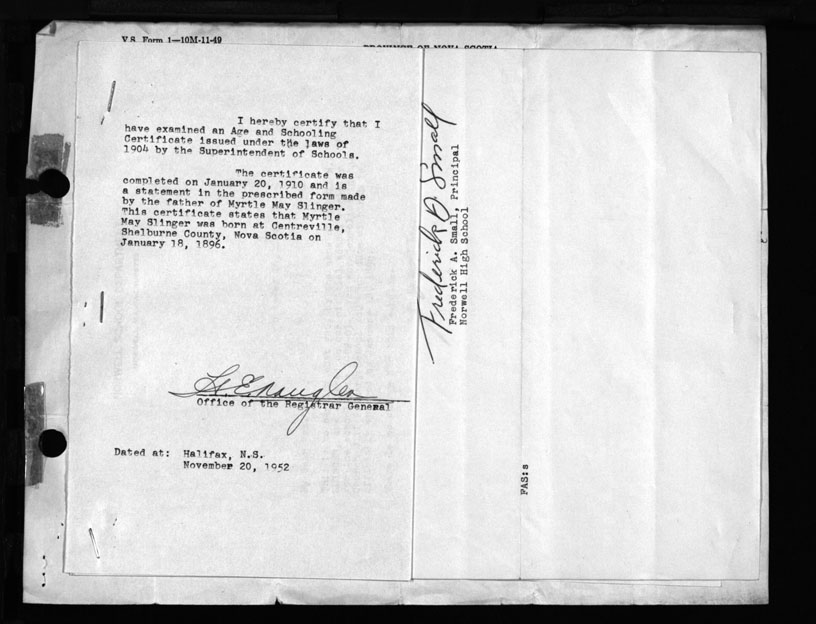 V.S. Form 1—10M-11-49
PROVINCE OF NOVA SCOTIA
I hereby certify that I
have examined an Age and Schooling
Certificate issued under the laws of
1904 by the Superintendent of Schools.
The certificate was
completed on January 20, 1910 and is
a statement in the prescribed form made
by the father of Myrtle May Slinger.
This certificate states that Myrtle
May Slinger was born at Centreville,
Shelburne County, Nova Scotia on
January 18, 1896.
Office of the Registrar General
Dated at: Halifax, N.S.
November 20, 1952
Frederick A. Small
Frederick A. Small, Principal
Norwell High School
FAS:s